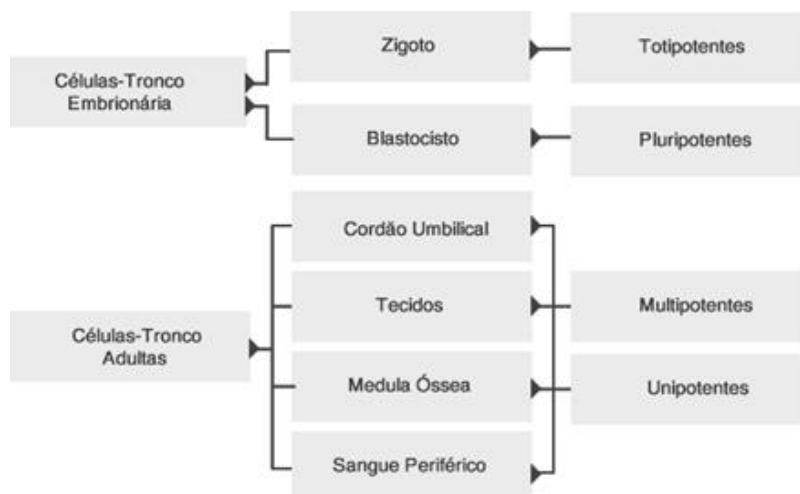 Zigoto
Totipotentes
Células-Tronco
Embrionária
Blastocisto
Pluripotentes
Cordão Umbilical
Tecidos
Multipotentes
Células-Tronco
Adultas
Medula Óssea
Unipotentes
Sangue Periférico